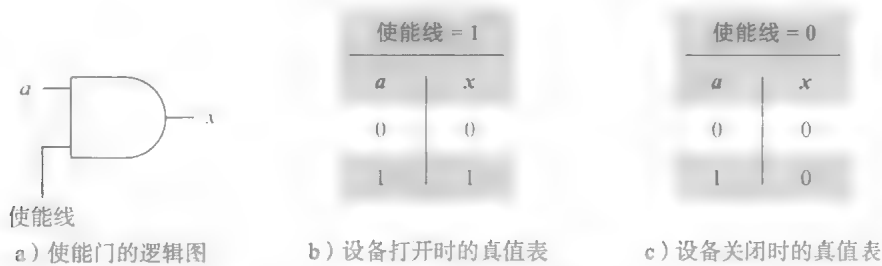 a
x
使能线
a）使能门的逻辑图
使能线 = 1
a x
0 0
1 1
b）设备打开时的真值表
使能线 = 0
a x
0 0
1 0
c）设备关闭时的真值表